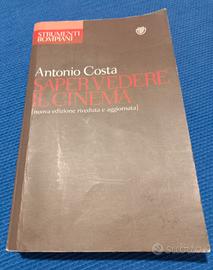 STRUMENTI
BOMPIANI
Antonio Costa
SAPER VEDERE
IL CINEMA
[nuova edizione riveduta e aggiornata]